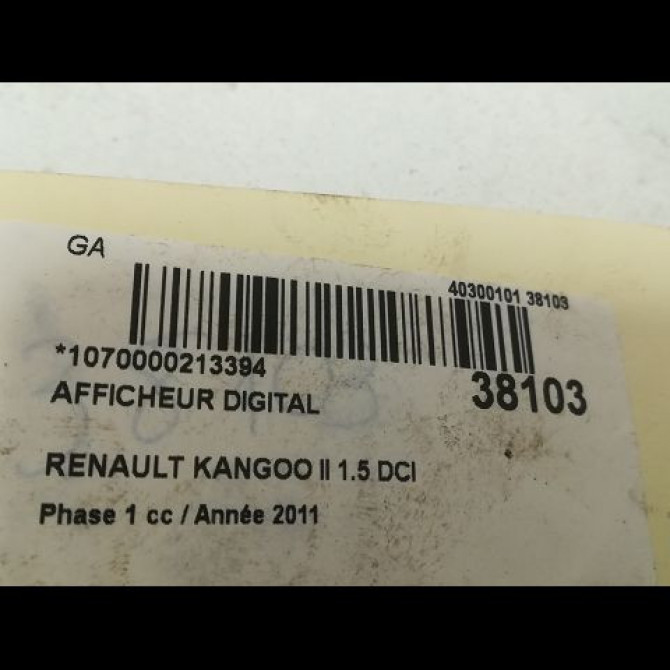 GA
40300101 38103
*1070000213394
38103
AFFICHEUR DIGITAL
RENAULT KANGOO II 1.5 DCI
Phase 1 cc / Année 2011